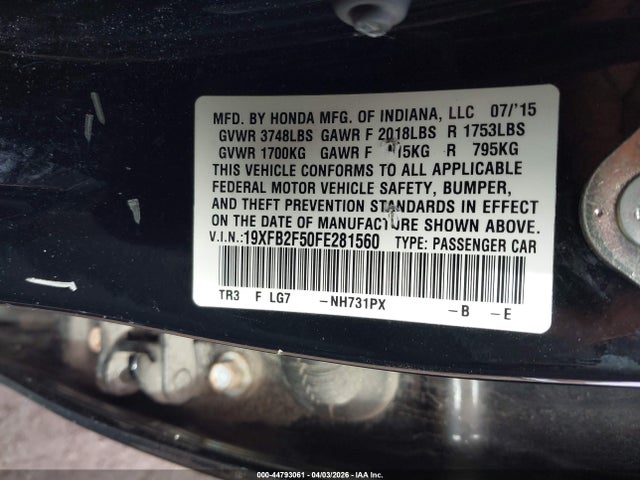 MFD. BY HONDA MFG. OF INDIANA, LLC 07/'15
GVWR 3748LBS GAWR F 2018LBS R 1753LBS
GVWR 1700KG GAWR F R 795KG
THIS VEHICLE CONFORMS TO ALL APPLICABLE
FEDERAL MOTOR VEHICLE SAFETY, BUMPER,
AND THEFT PREVENTION STANDARDS IN EFFECT
ON THE DATE OF MANUFACTURE SHOWN ABOVE.
V.I.N.:19XFB2F50FE281560 TYPE: PASSENGER CAR
TR3 F LG7 -NH731PX -B -E
000-44793061 - 04/03/2026 - IAA Inc.